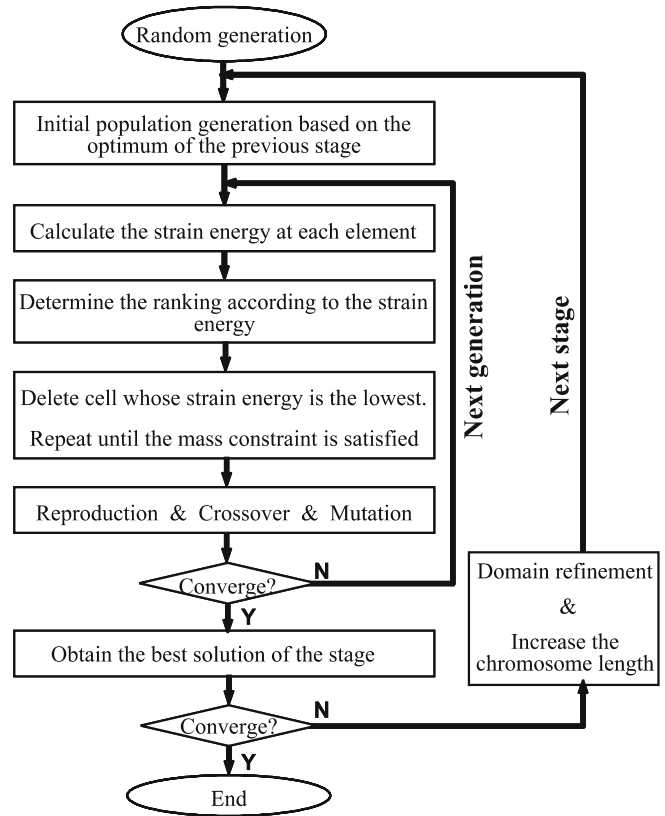 Random generation
Initial population generation based on the
optimum of the previous stage
Calculate the strain energy at each element
Determine the ranking according to the strain
energy
Delete cell whose strain energy is the lowest.
Repeat until the mass constraint is satisfied
Reproduction & Crossover & Mutation
Converge?
N
Y
Next generation
Obtain the best solution of the stage
Converge?
N
Y
Domain refinement
&
Increase the
chromosome length
Next stage
End